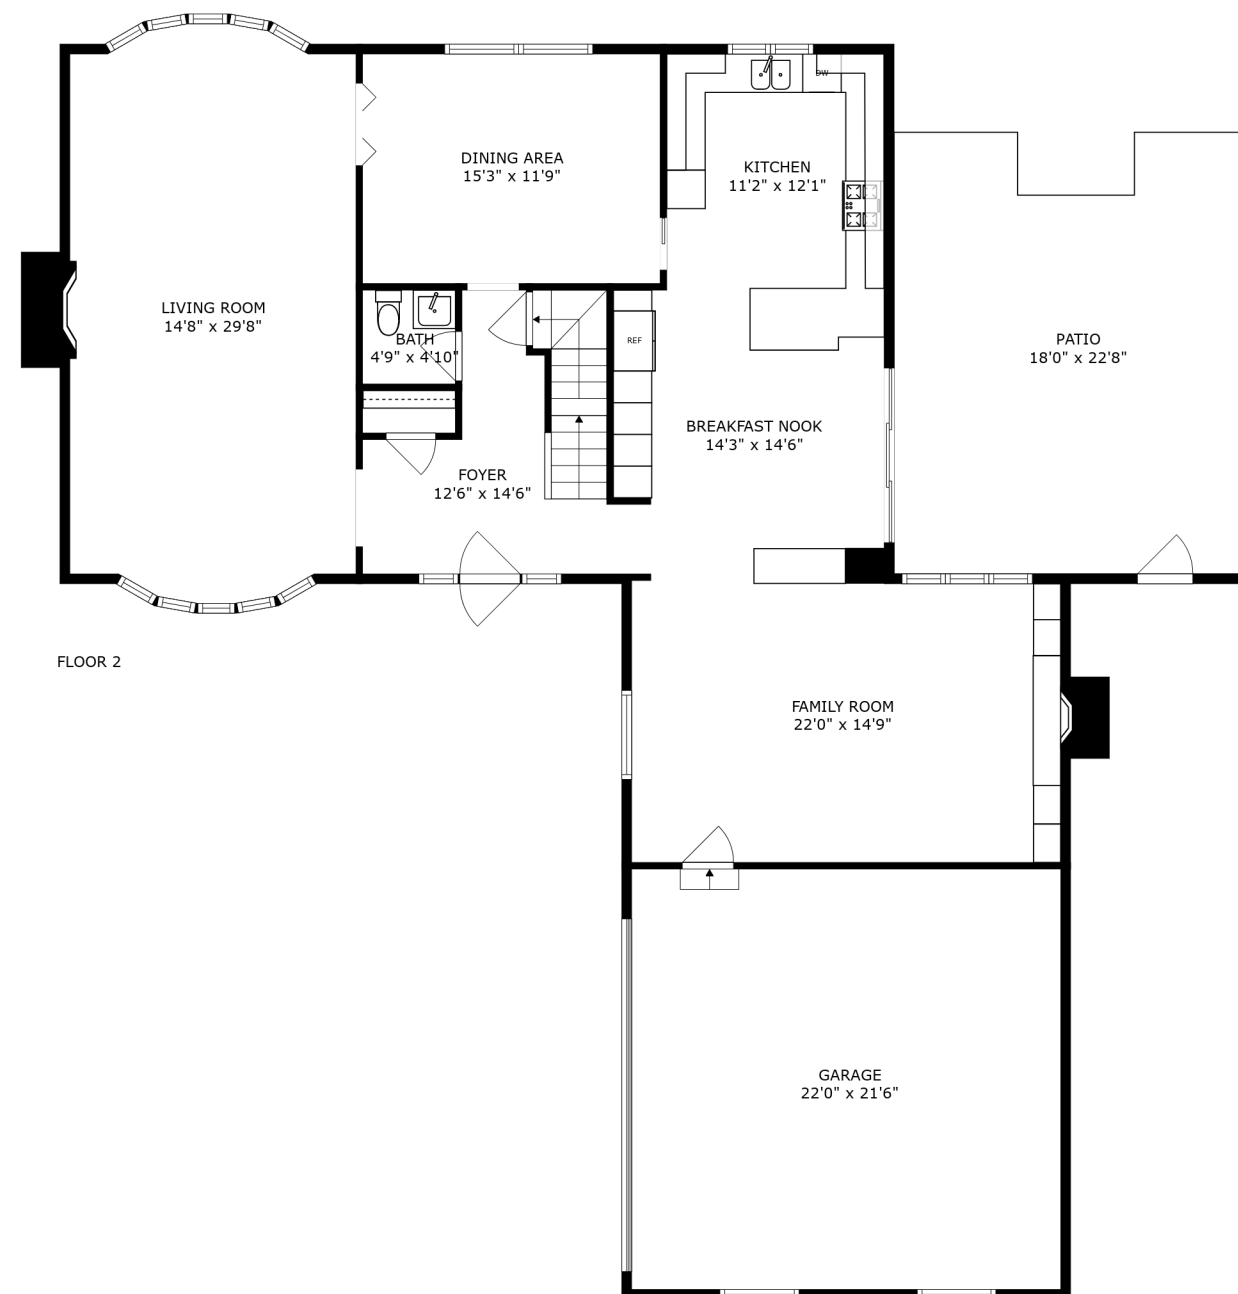 DW
DINING AREA
15'3" x 11'9"
KITCHEN
11'2" x 12'1"
LIVING ROOM
14'8" x 29'8"
BATH
4'9" x 4'10"
REF
PATIO
18'0" x 22'8"
BREAKFAST NOOK
14'3" x 14'6"
FOYER
12'6" x 14'6"
FLOOR 2
FAMILY ROOM
22'0" x 14'9"
GARAGE
22'0" x 21'6"